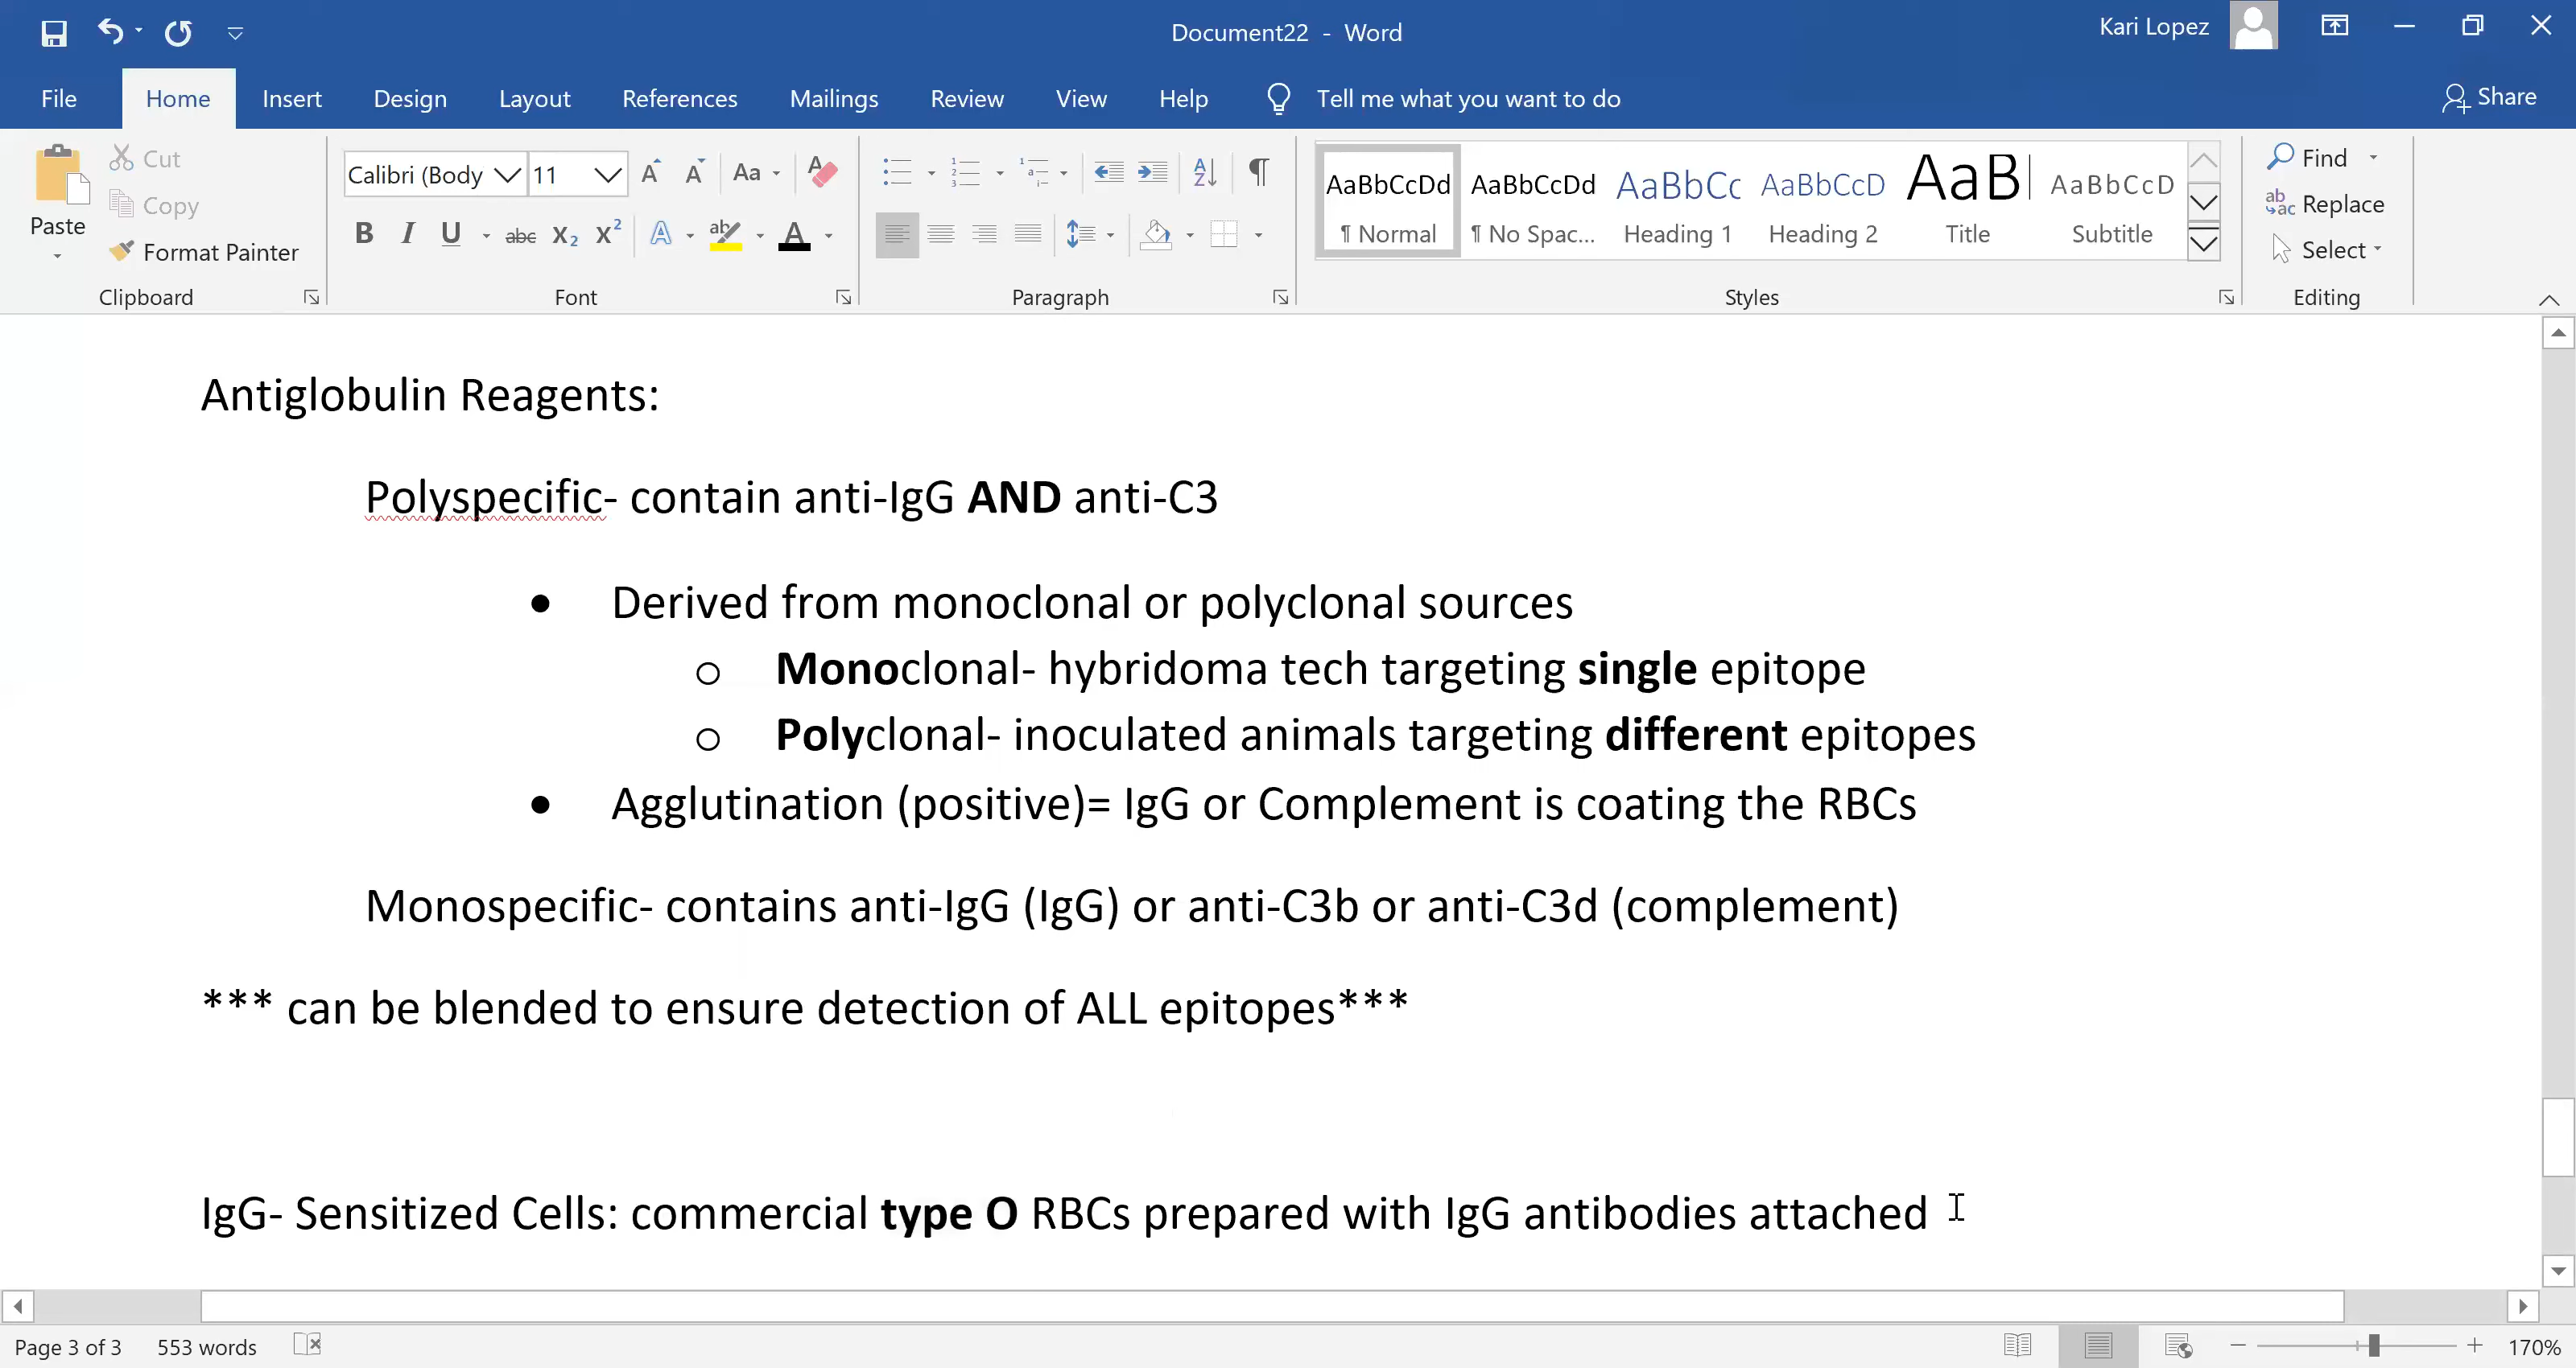 Document22 - Word
Kari Lopez
File Home Insert Design Layout References Mailings Review View Help Tell me what you want to do Share
Paste
Cut
Copy
Format Painter
Clipboard
Calibri (Body 11
Font
Paragraph
AaBbCcDd AaBbCcDd AaBbCc AaBbCcD AaB AaBbCcD
¶ Normal ¶ No Spac... Heading 1 Heading 2 Title Subtitle
Styles
Find
Replace
Select
Editing
Antiglobulin Reagents:
Polyspecific- contain anti-IgG AND anti-C3
• Derived from monoclonal or polyclonal sources
o Monoclonal- hybridoma tech targeting single epitope
o Polyclonal- inoculated animals targeting different epitopes
• Agglutination (positive)= IgG or Complement is coating the RBCs
Monospecific- contains anti-IgG (IgG) or anti-C3b or anti-C3d (complement)
*** can be blended to ensure detection of ALL epitopes***
IgG- Sensitized Cells: commercial type O RBCs prepared with IgG antibodies attached
Page 3 of 3 553 words 170%